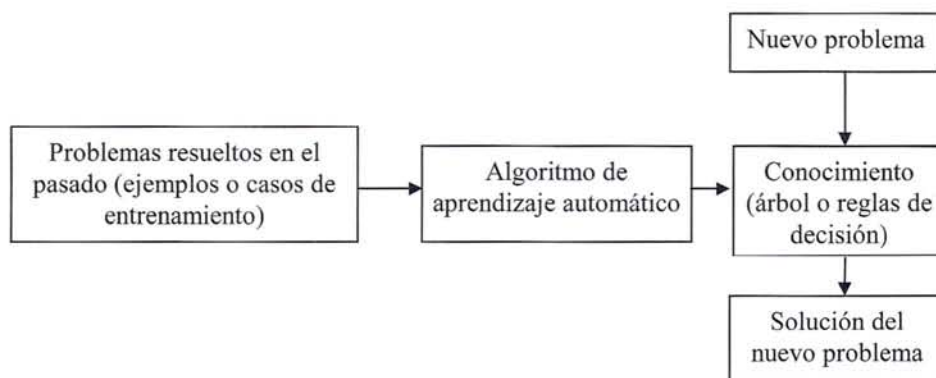 Nuevo problema
Problemas resueltos en el
pasado (ejemplos o casos de
entrenamiento)
Algoritmo de
aprendizaje automático
Conocimiento
(árbol o reglas de
decisión)
Solución del
nuevo problema